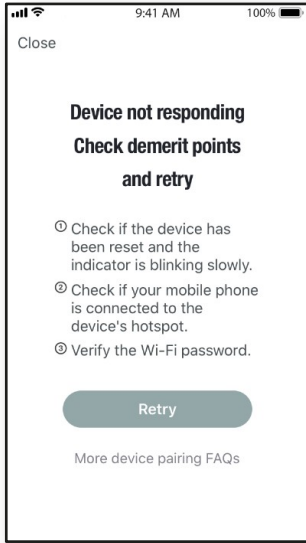 9:41 AM 100%
Close
Device not responding
Check demerit points
and retry
① Check if the device has
been reset and the
indicator is blinking slowly.
② Check if your mobile phone
is connected to the
device's hotspot.
③ Verify the Wi-Fi password.
Retry
More device pairing FAQs